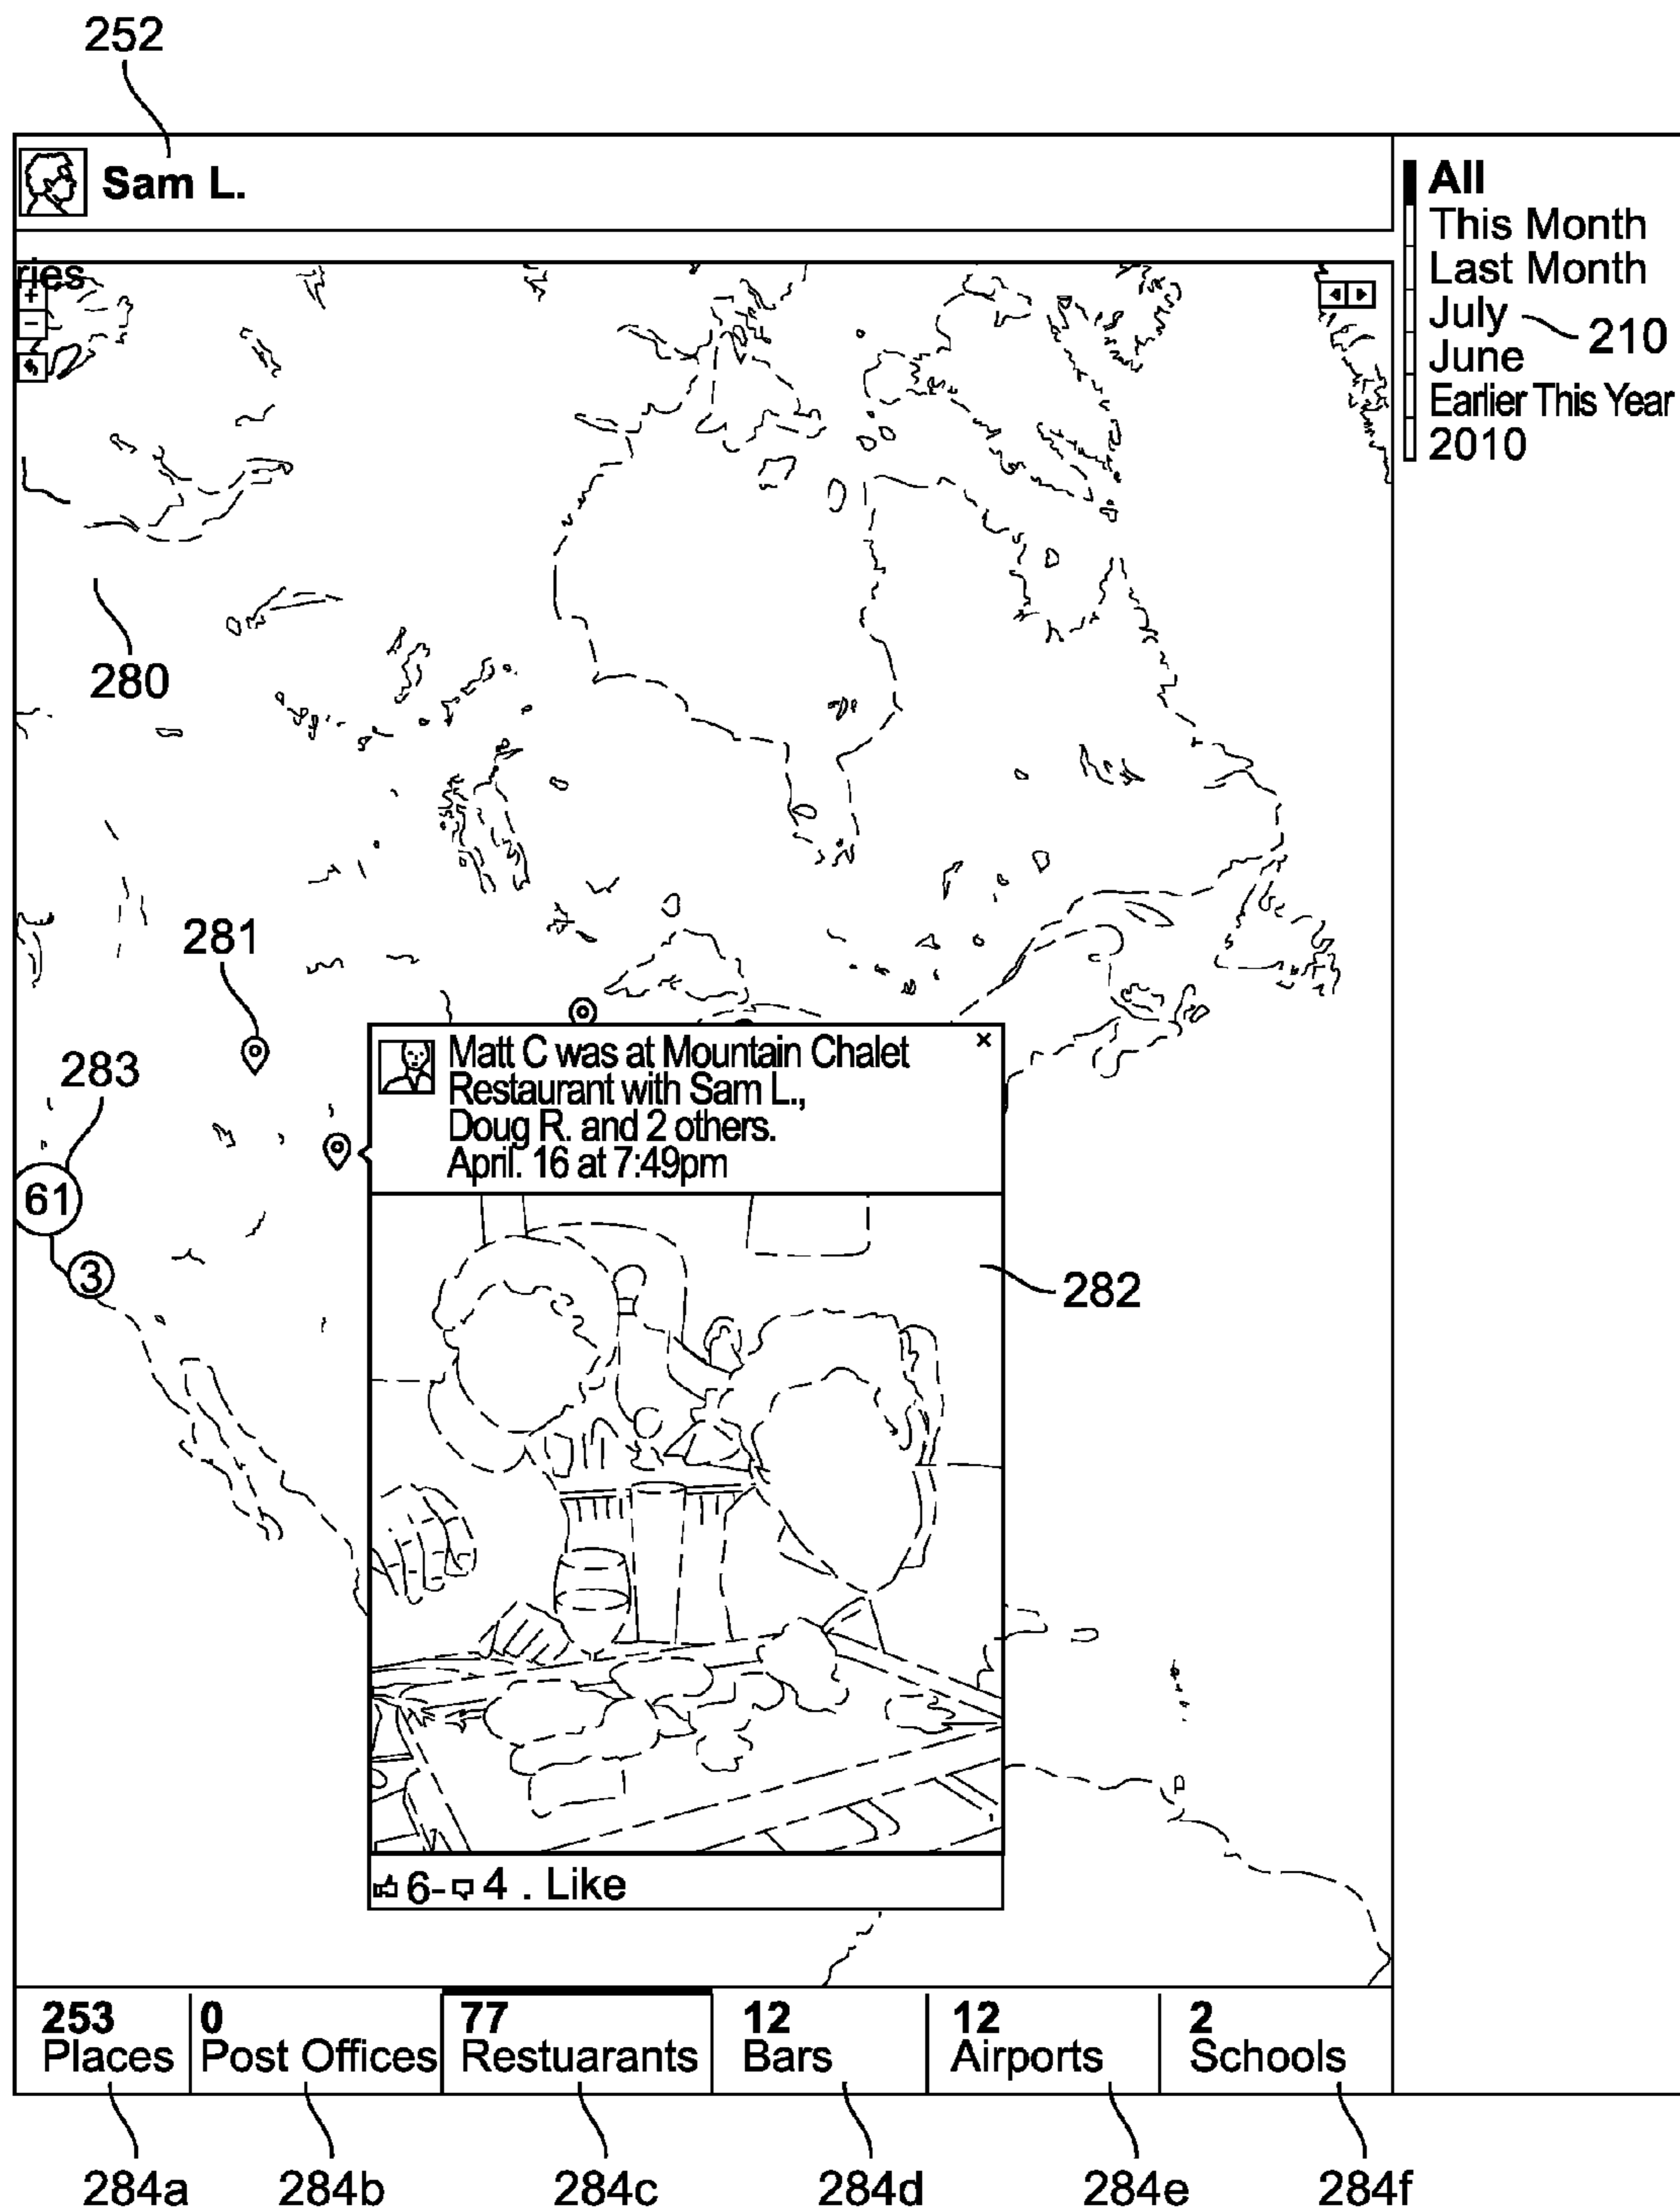 252
Sam L.
All
This Month
Last Month
July
210
June
Earlier This Year
2010
ries
+
-
280
281
283
61
3
Matt C was at Mountain Chalet
Restaurant with Sam L.,
Doug R. and 2 others.
April. 16 at 7:49pm
×
282
6-4 . Like
253
Places
0
Post Offices
77
Restuarants
12
Bars
12
Airports
2
Schools
284a
284b
284c
284d
284e
284f